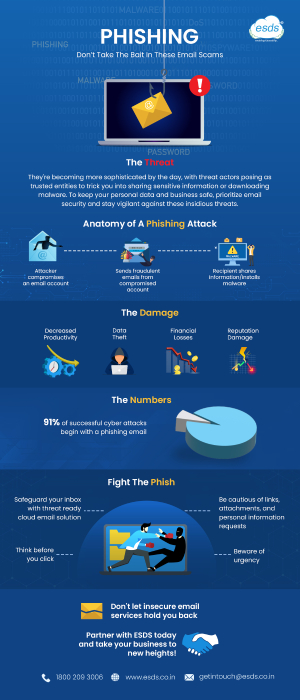 MALWARE
DoS
PHISHING
esds
PHISHING
Don't Take The Bait In These Email Scams
MALWARE
PASSWORD
The Threat
They're becoming more sophisticated by the day, with threat actors posing as
trusted entities to trick you into sharing sensitive information or downloading
malware. To keep your personal data and business safe, prioritize email
security and stay vigilant against these insidious threats.
Anatomy of A Phishing Attack
Attacker
compromises
an email account
Sends fraudulent
emails from
compromised
account
Recipient shares
information/installs
malware
The Damage
Decreased
Productivity
Data
Theft
Financial
Losses
Reputation
Damage
The Numbers
91% of successful cyber attacks
begin with a phishing email
Fight The Phish
Safeguard your inbox
with threat ready
cloud email solution
Be cautious of links,
attachments, and
personal information
requests
Think before
you click
Beware of
urgency
Don't let insecure email
services hold you back
Partner with ESDS today
and take your business to
new heights!
1800 209 3006
www.esds.co.in
getintouch@esds.co.in